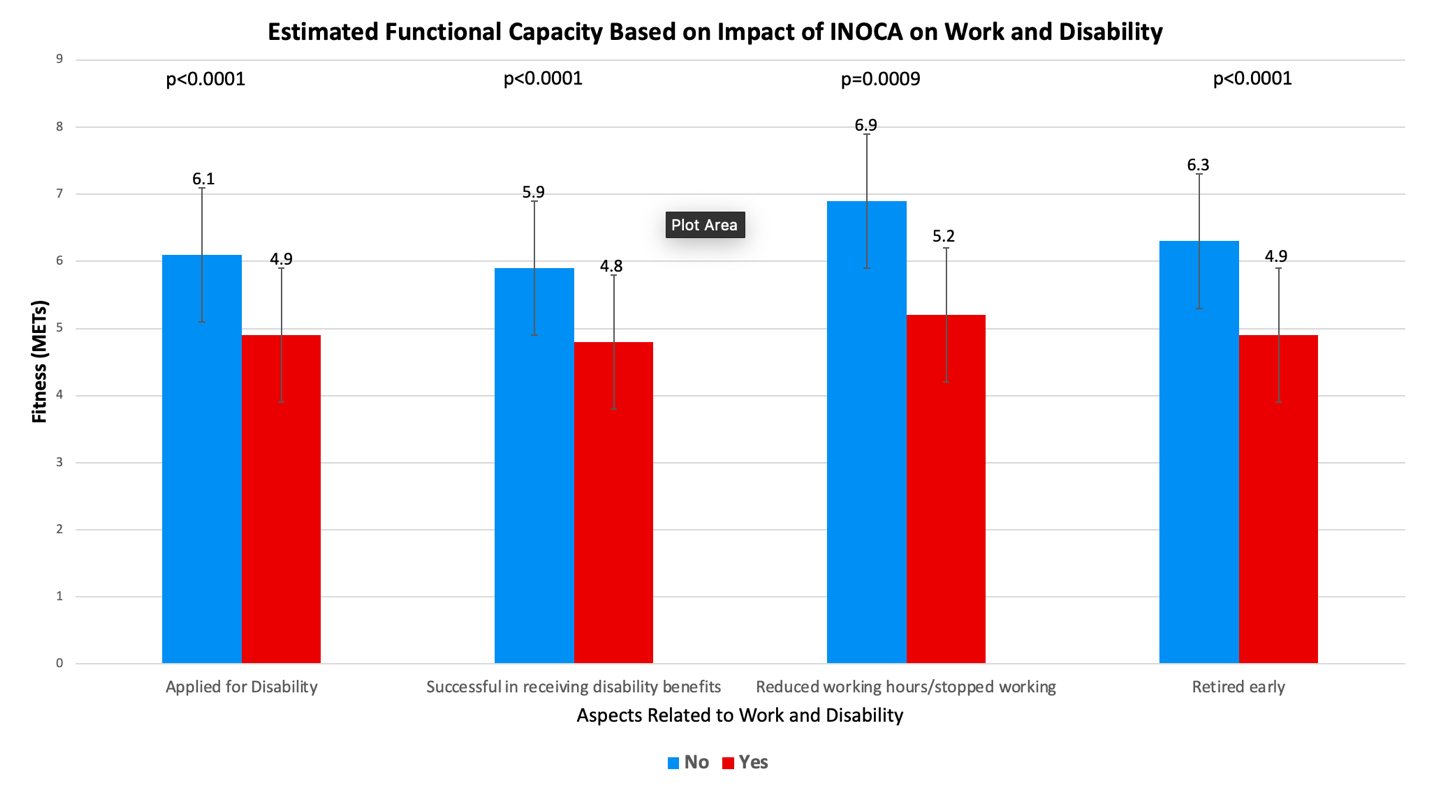 Estimated Functional Capacity Based on Impact of INOCA on Work and Disability
9
p<0.0001 p<0.0001 p=0.0009 p<0.0001
8
6.9
7
6.1 5.9 6.3
Plot Area
6
4.9 4.8 5.2 4.9
5
4
3
2
1
0
Fitness (METs)
Applied for Disability Successful in receiving disability benefits Reduced working hours/stopped working Retired early
Aspects Related to Work and Disability
No Yes